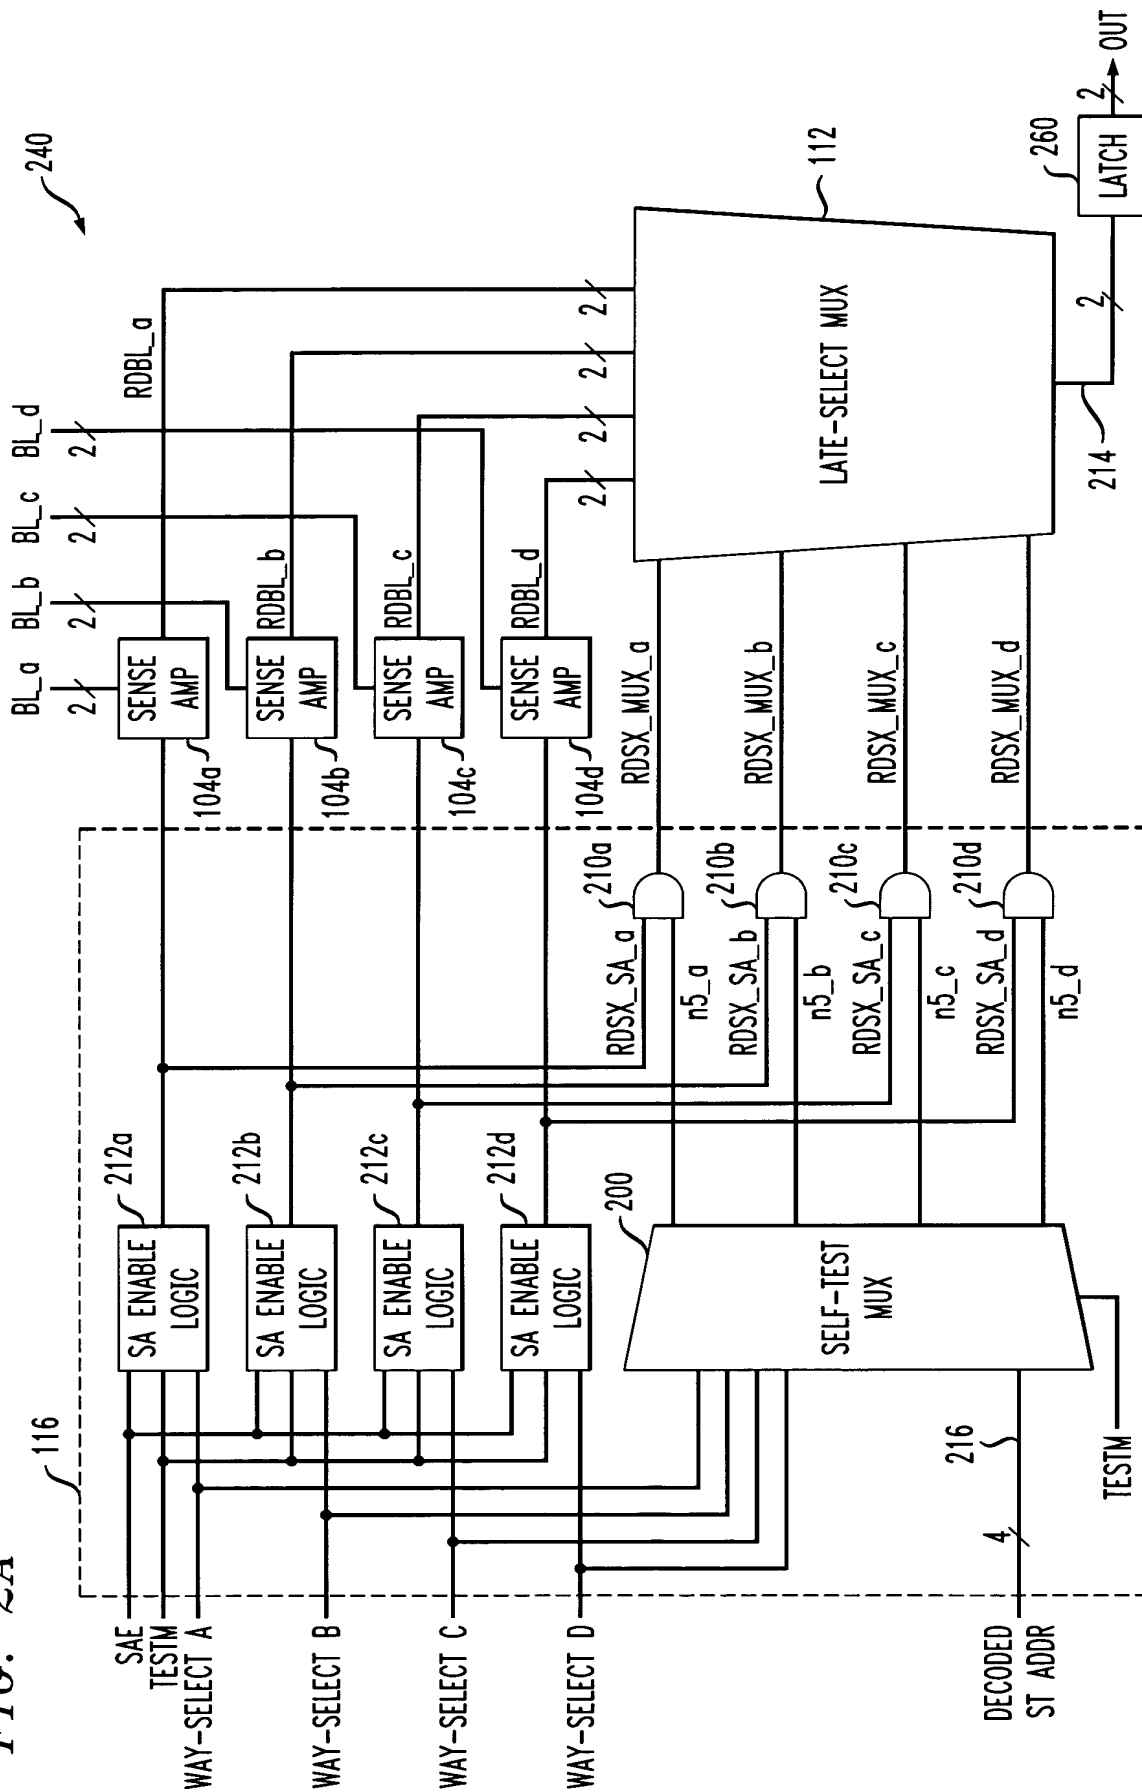 FIG. 2A
240
116
SAE
TESTM
WAY-SELECT A
WAY-SELECT B
WAY-SELECT C
WAY-SELECT D
DECODED
ST ADDR
4
216
TESTM
212a
SA ENABLE
LOGIC
212b
SA ENABLE
LOGIC
212c
SA ENABLE
LOGIC
212d
SA ENABLE
LOGIC
200
SELF-TEST
MUX
RDSX_SA_a
n5_a
RDSX_SA_b
n5_b
RDSX_SA_c
n5_c
RDSX_SA_d
n5_d
210a
210b
210c
210d
RDSX_MUX_a
RDSX_MUX_b
RDSX_MUX_c
RDSX_MUX_d
BL_a
2
BL_b
2
BL_c
2
BL_d
2
SENSE
AMP
104a
SENSE
AMP
104b
SENSE
AMP
104c
SENSE
AMP
104d
RDBL_a
RDBL_b
RDBL_c
RDBL_d
2
2
2
2
LATE-SELECT MUX
112
214
2
LATCH
260
2
OUT